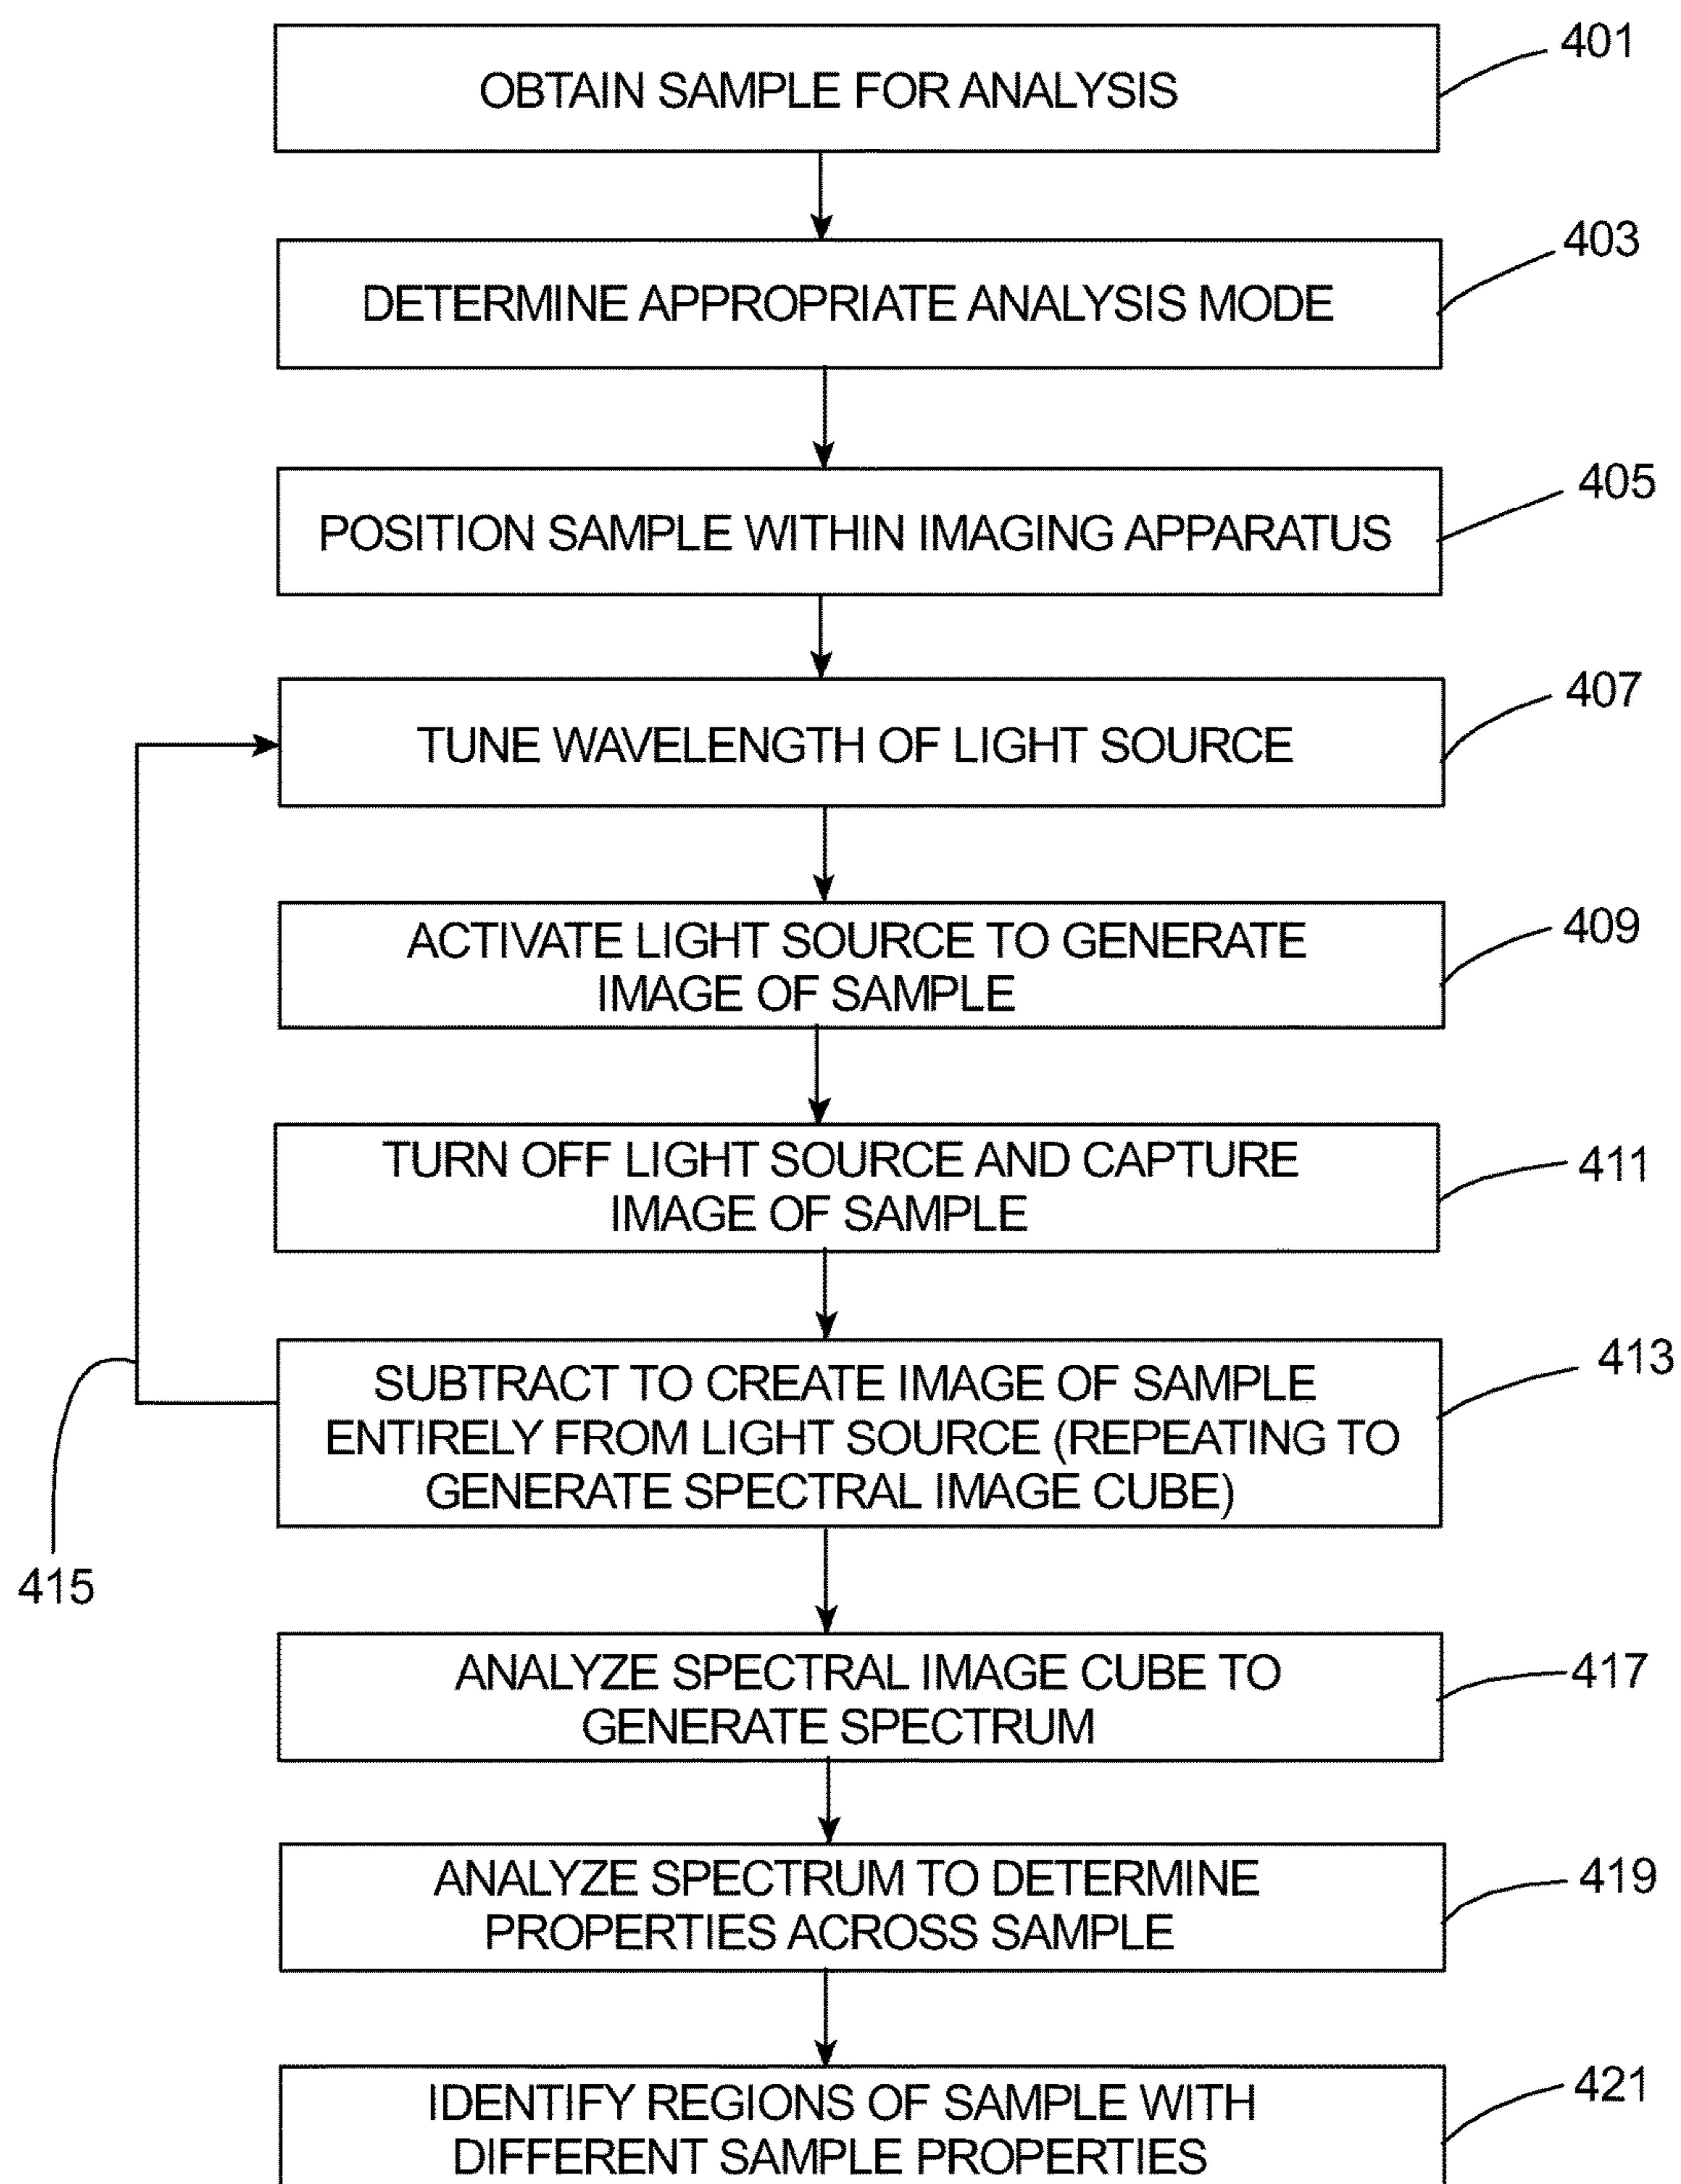 OBTAIN SAMPLE FOR ANALYSIS
401
DETERMINE APPROPRIATE ANALYSIS MODE
403
POSITION SAMPLE WITHIN IMAGING APPARATUS
405
TUNE WAVELENGTH OF LIGHT SOURCE
407
ACTIVATE LIGHT SOURCE TO GENERATE
IMAGE OF SAMPLE
409
TURN OFF LIGHT SOURCE AND CAPTURE
IMAGE OF SAMPLE
411
SUBTRACT TO CREATE IMAGE OF SAMPLE
ENTIRELY FROM LIGHT SOURCE (REPEATING TO
GENERATE SPECTRAL IMAGE CUBE)
413
415
ANALYZE SPECTRAL IMAGE CUBE TO
GENERATE SPECTRUM
417
ANALYZE SPECTRUM TO DETERMINE
PROPERTIES ACROSS SAMPLE
419
IDENTIFY REGIONS OF SAMPLE WITH
DIFFERENT SAMPLE PROPERTIES
421